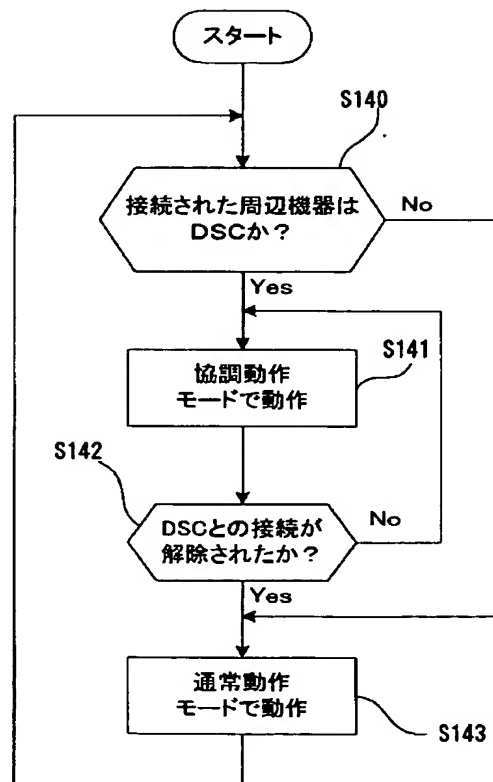 スタート
S140
接続された周辺機器は
DSCか？
No
Yes
協調動作
モードで動作
S141
S142
DSCとの接続が
解除されたか？
No
Yes
通常動作
モードで動作
S143